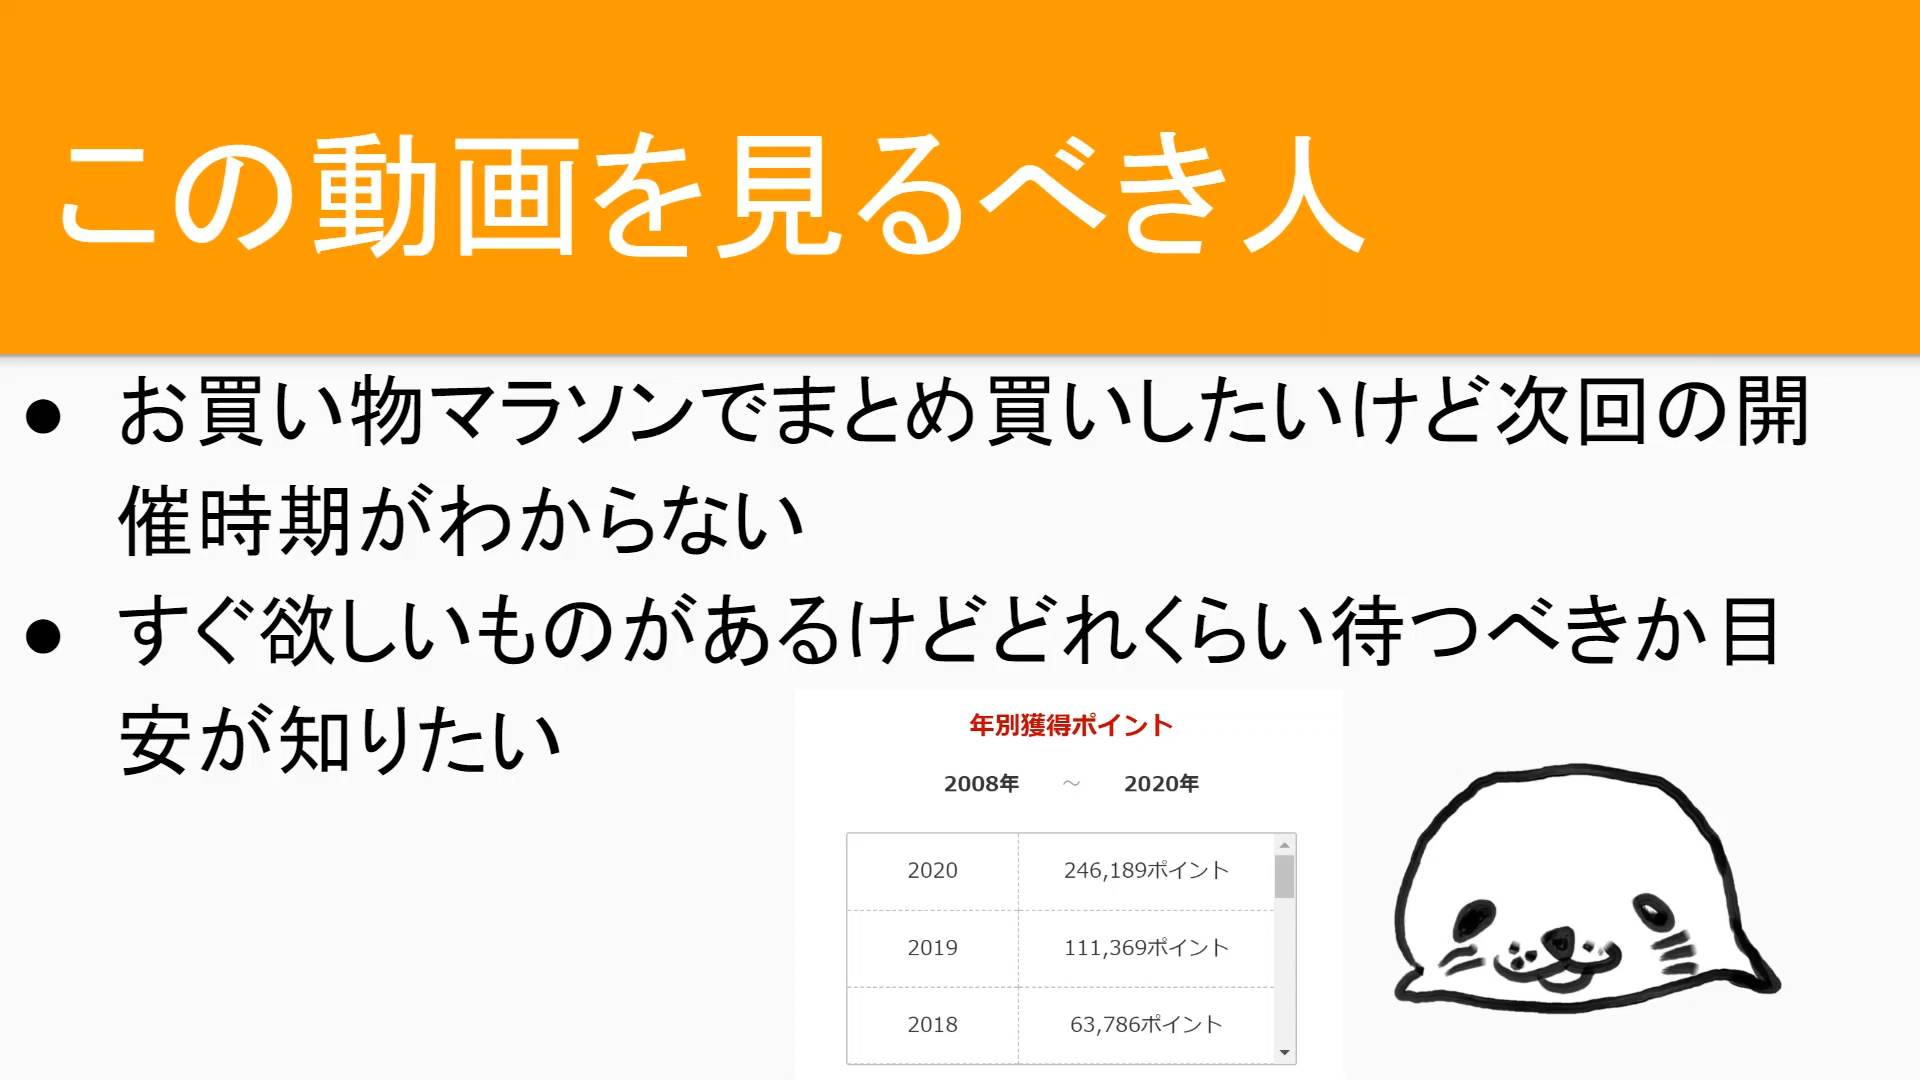 この動画を見るべき人
● お買い物マラソンでまとめ買いしたいけど次回の開
催時期がわからない
● すぐ欲しいものがあるけどどれくらい待つべきか目
安が知りたい
年別獲得ポイント
2008年 ～ 2020年
2020 246,189ポイント
2019 111,369ポイント
2018 63,786ポイント